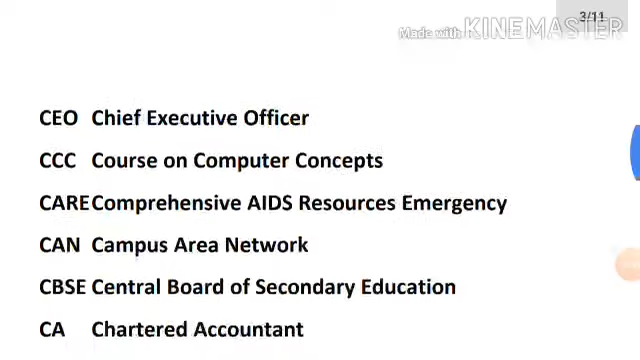 3/11
Made with KINEMASTER
CEO Chief Executive Officer
CCC Course on Computer Concepts
CARE Comprehensive AIDS Resources Emergency
CAN Campus Area Network
CBSE Central Board of Secondary Education
CA Chartered Accountant